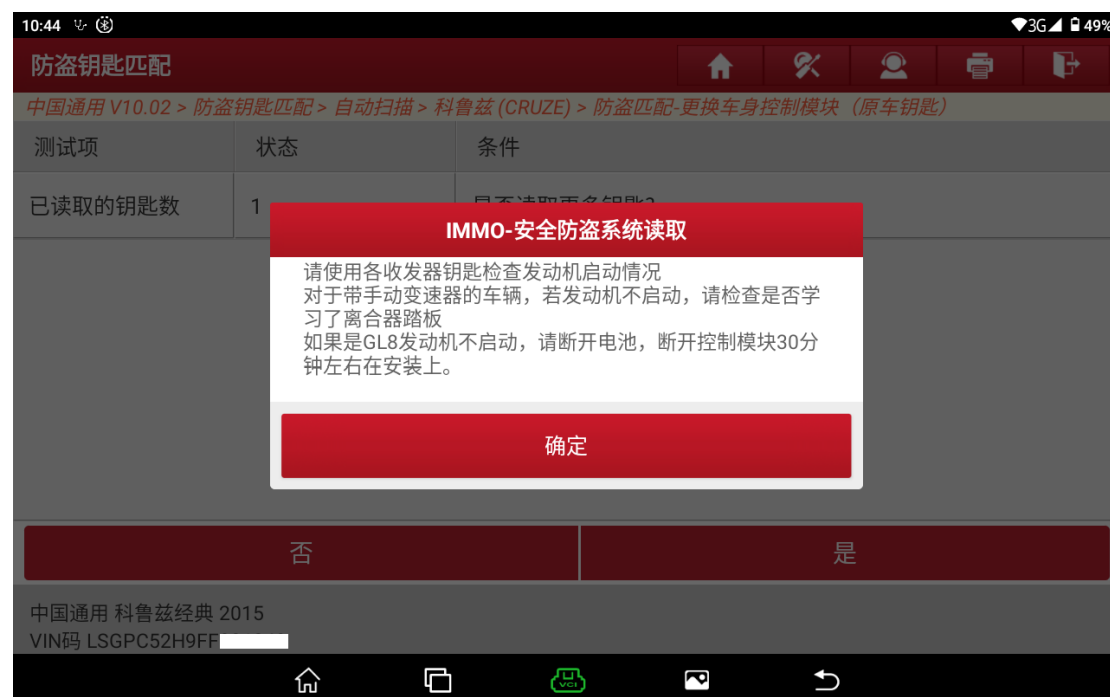 10:44 3G 49%
防盗钥匙匹配
中国通用 V10.02 > 防盗钥匙匹配 > 自动扫描 > 科鲁兹 (CRUZE) > 防盗匹配-更换车身控制模块（原车钥匙）
测试项 状态 条件
已读取的钥匙数 1 是否读取更多钥匙?
IMMO-安全防盗系统读取
请使用各收发器钥匙检查发动机启动情况
对于带手动变速器的车辆，若发动机不启动，请检查是否学
习了离合器踏板
如果是GL8发动机不启动，请断开电池，断开控制模块30分
钟左右在安装上。
确定
否 是
中国通用 科鲁兹经典 2015
VIN码 LSGPC52H9FF
VCI